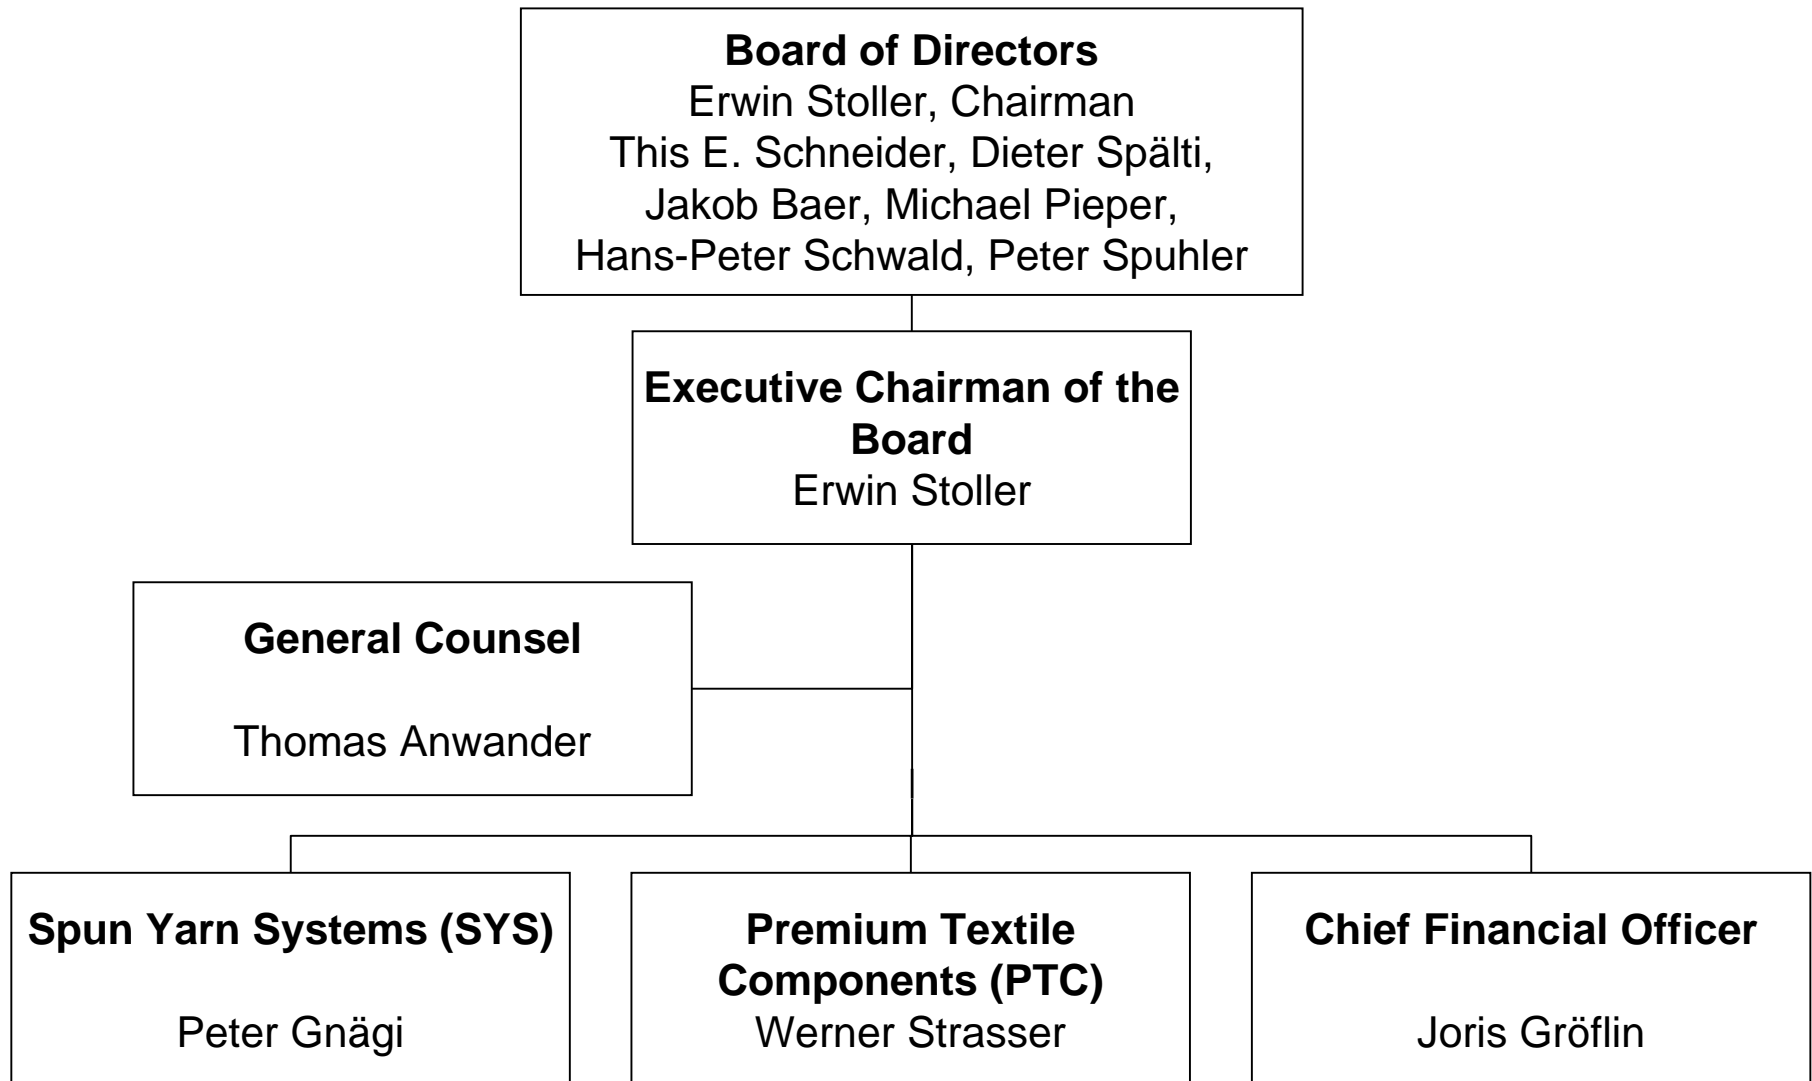 Board of Directors
Erwin Stoller, Chairman
This E. Schneider, Dieter Spälti,
Jakob Baer, Michael Pieper,
Hans-Peter Schwald, Peter Spuhler
Executive Chairman of the
Board
Erwin Stoller
General Counsel
Thomas Anwander
Spun Yarn Systems (SYS)
Peter Gnägi
Premium Textile
Components (PTC)
Werner Strasser
Chief Financial Officer
Joris Gröflin